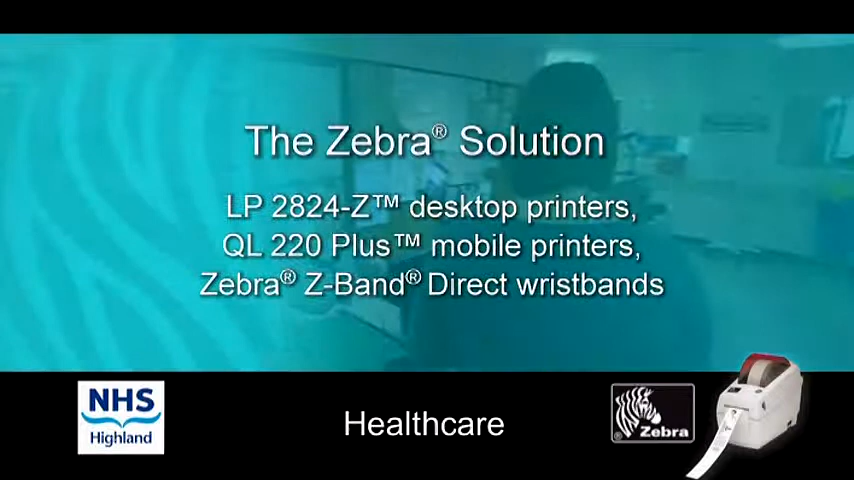 The Zebra® Solution
LP 2824-Z™ desktop printers,
QL 220 Plus™ mobile printers,
Zebra® Z-Band® Direct wristbands
NHS
Highland
Healthcare
® Zebra